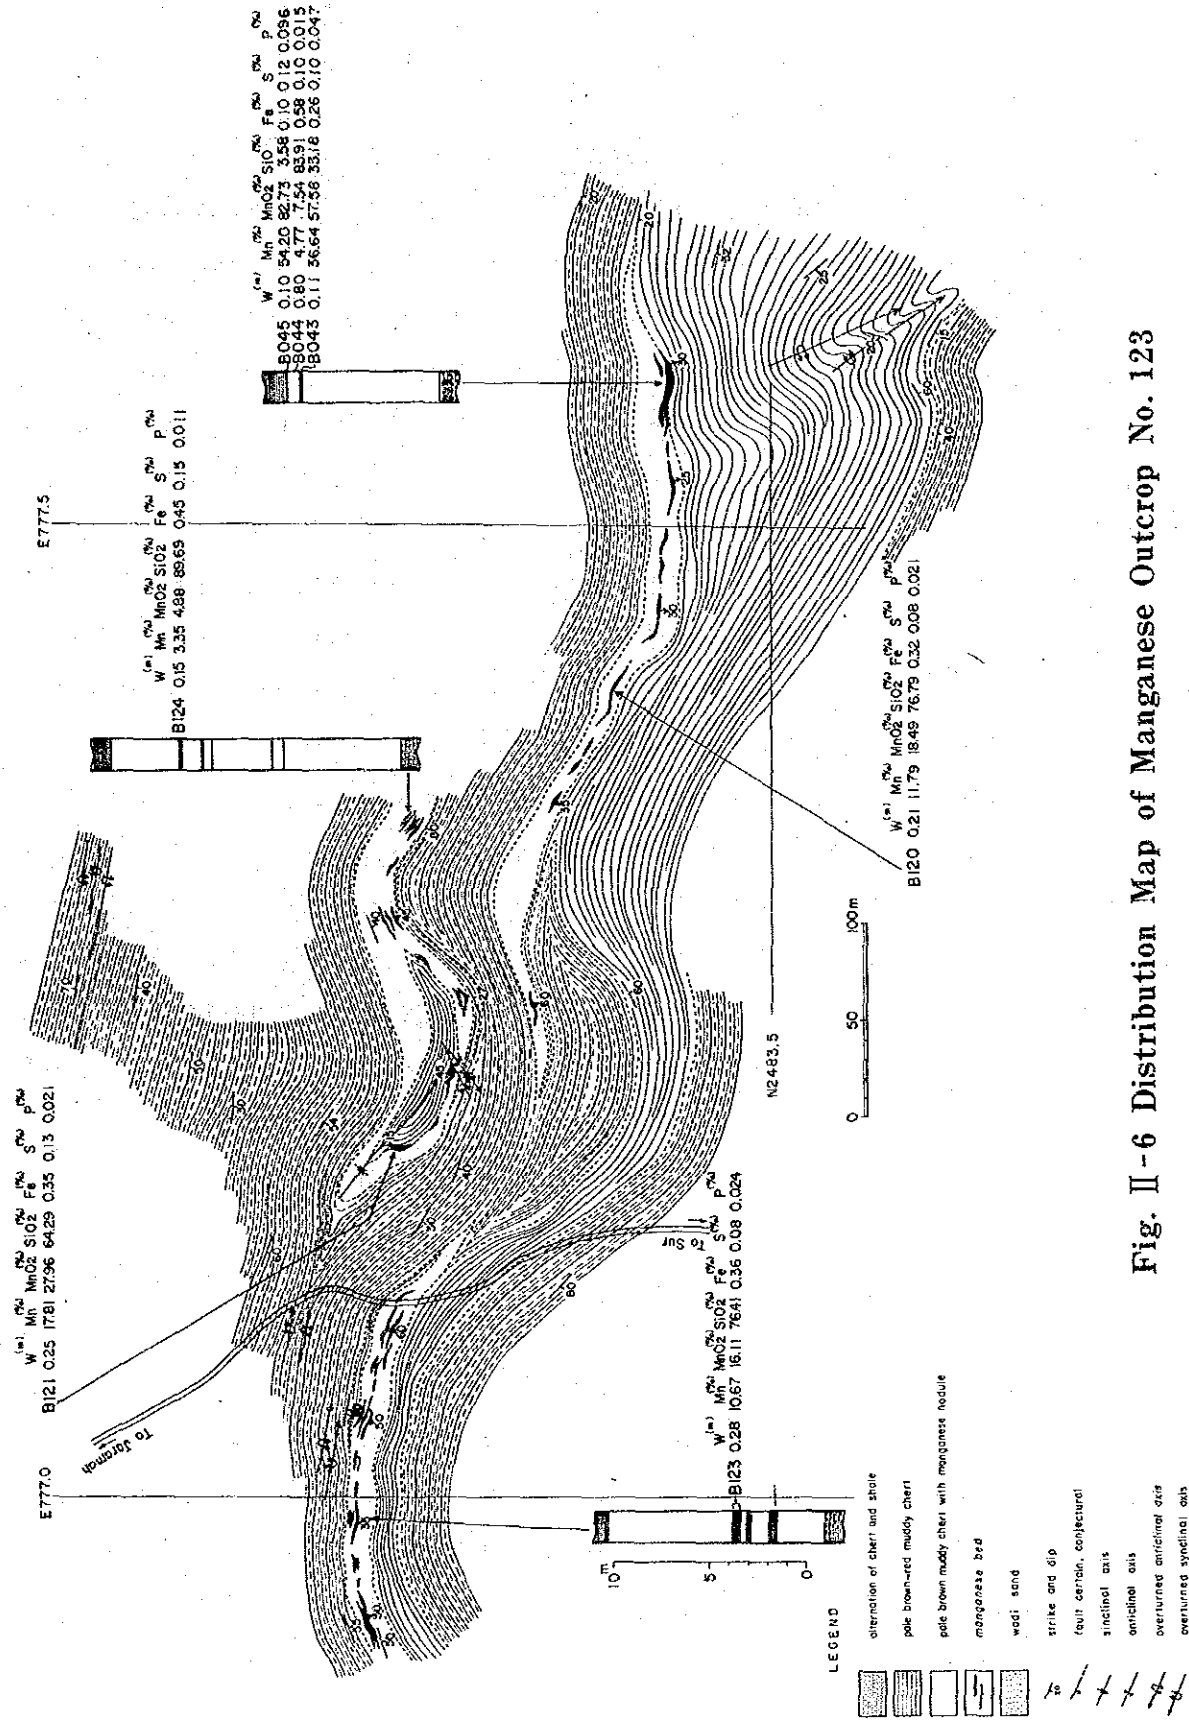 E777.0
E777.5
W(m) Mn(%) MnO2(%) SiO2(%) Fe(%) S(%) P(%)
B121 0.25 17.81 27.96 64.29 0.35 0.13 0.021
W(m) Mn(%) MnO2(%) SiO2(%) Fe(%) S(%) P(%)
B124 0.15 3.35 4.88 89.69 0.45 0.15 0.011
W(m) Mn(%) MnO2(%) SiO(%) Fe(%) S(%) P(%)
B045 0.10 54.20 82.73 3.58 0.10 0.12 0.096
B044 0.80 4.77 7.54 83.91 0.58 0.10 0.015
B043 0.11 36.64 57.58 33.18 0.26 0.10 0.047
To Jaramah
To Sur
W(m) Mn(%) MnO2(%) SiO2(%) Fe(%) S(%) P(%)
B123 0.28 10.67 16.11 76.41 0.36 0.08 0.024
W(m) Mn(%) MnO2(%) SiO2(%) Fe(%) S(%) P(%)
B120 0.21 11.79 18.49 76.79 0.32 0.08 0.021
N2483.5
0 50 100m
10m
5
0
LEGEND
alternation of chert and shale
pale brown-red muddy chert
pale brown muddy chert with manganese nodule
manganese bed
wadi sand
strike and dip
fault certain, conjectural
sinclinal axis
anticlinal axis
overturned anticlinal axis
overturned synclinal axis
Fig. II-6 Distribution Map of Manganese Outcrop No. 123